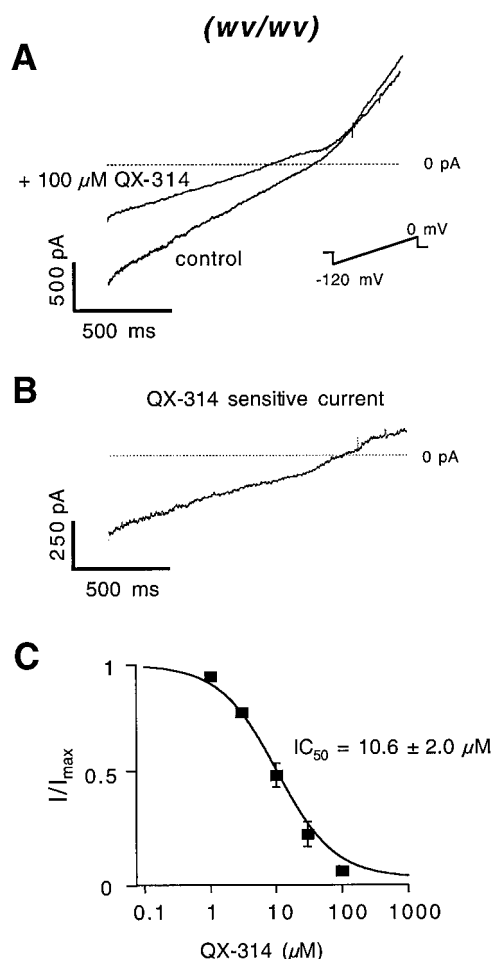 (wv/wv)
A
0 pA
+ 100 µM QX-314
control
0 mV
-120 mV
500 pA
500 ms
B
QX-314 sensitive current
0 pA
250 pA
500 ms
C
1
IC50 = 10.6 ± 2.0 µM
0.5
I/Imax
0
0.1 1 10 100 1000
QX-314 (µM)